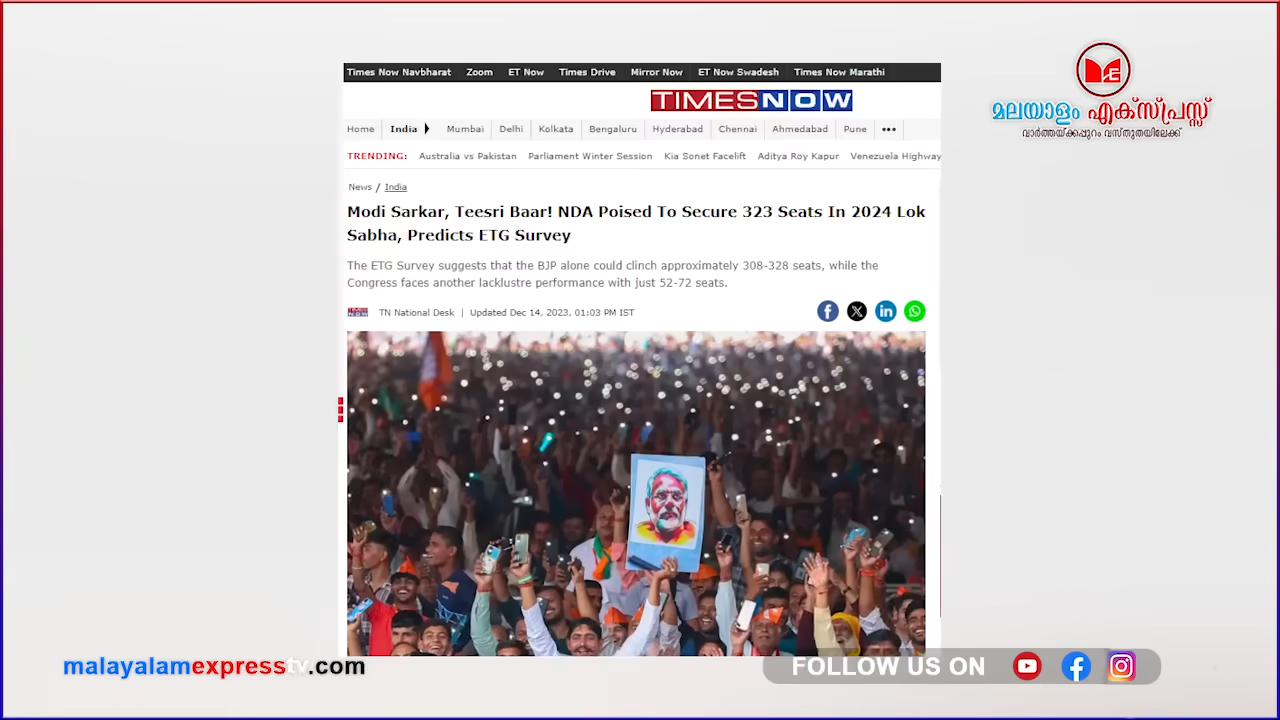 Times Now Navbharat Zoom ET Now Times Drive Mirror Now ET Now Swadesh Times Now Marathi
TIMES NOW
മലയാളം എക്സ്പ്രസ്സ്
വാർത്തയ്ക്കപ്പുറം വസ്തുതയിലേക്ക്
Home India Mumbai Delhi Kolkata Bengaluru Hyderabad Chennai Ahmedabad Pune •••
TRENDING: Australia vs Pakistan Parliament Winter Session Kia Sonet Facelift Aditya Roy Kapur Venezuela Highway
News / India
Modi Sarkar, Teesri Baar! NDA Poised To Secure 323 Seats In 2024 Lok
Sabha, Predicts ETG Survey
The ETG Survey suggests that the BJP alone could clinch approximately 308-328 seats, while the
Congress faces another lacklustre performance with just 52-72 seats.
TN National Desk | Updated Dec 14, 2023, 01:03 PM IST
malayalamexpresstv.com
FOLLOW US ON